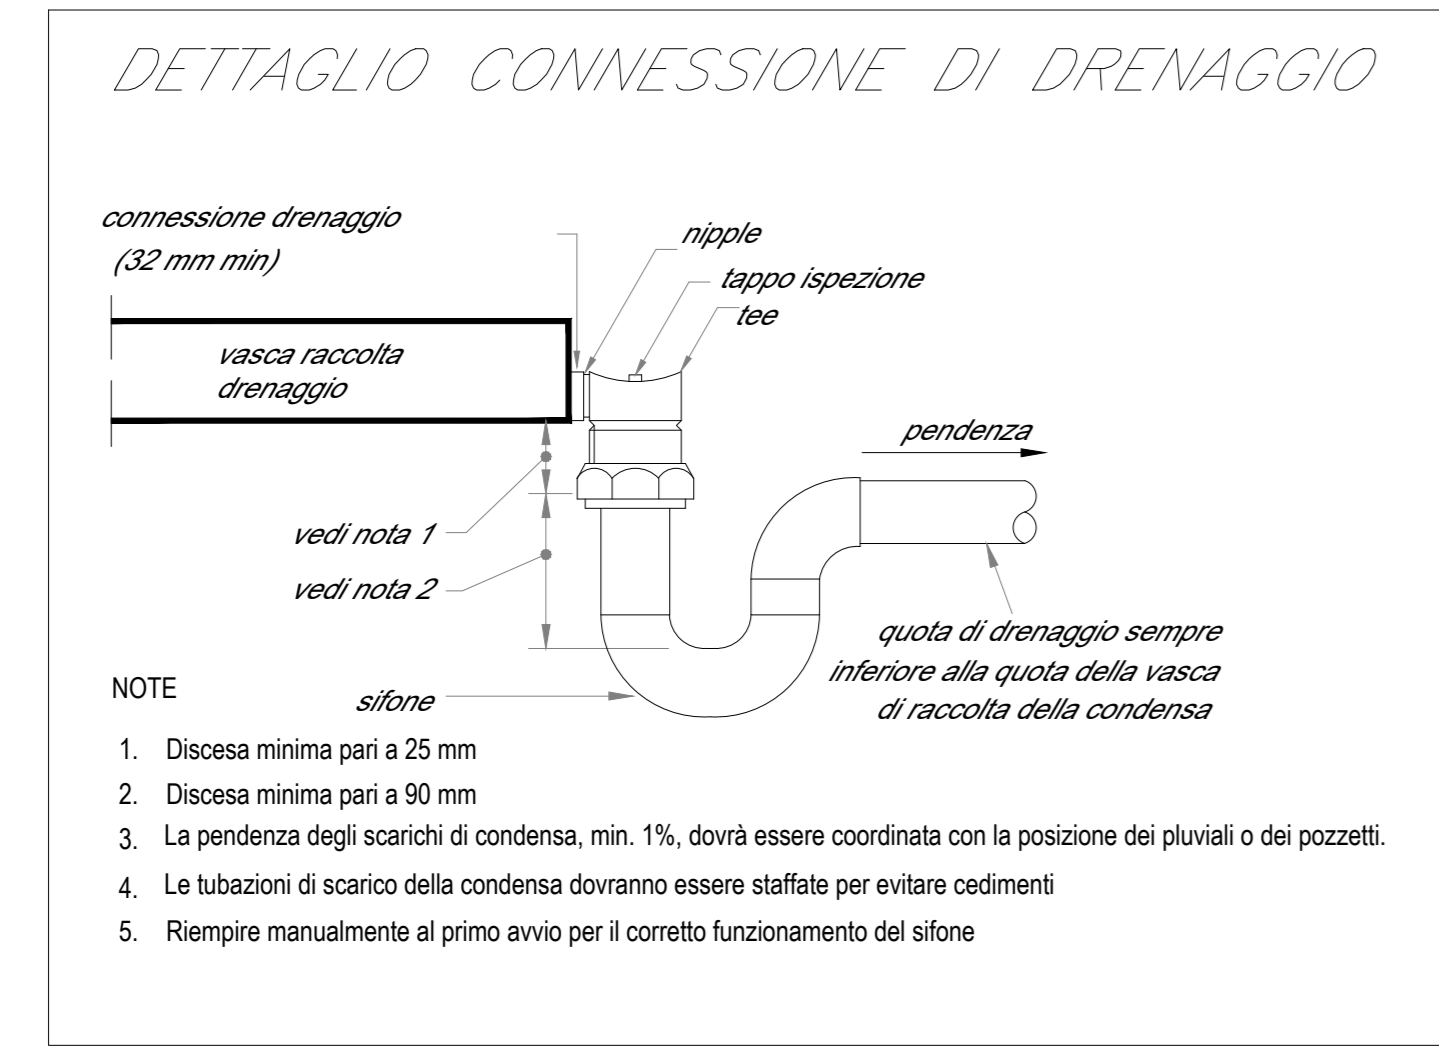 DETTAGLIO CONNESSIONE DI DRENAGGIO
connessione drenaggio
(32 mm min)
nipple
tappo ispezione
tee
vasca raccolta
drenaggio
pendenza
vedi nota 1
vedi nota 2
quota di drenaggio sempre
inferiore alla quota della vasca
di raccolta della condensa
sifone
NOTE
1. Discesa minima pari a 25 mm
2. Discesa minima pari a 90 mm
3. La pendenza degli scarichi di condensa, min. 1%, dovrà essere coordinata con la posizione dei pluviali o dei pozzetti.
4. Le tubazioni di scarico della condensa dovranno essere staffate per evitare cedimenti
5. Riempire manualmente al primo avvio per il corretto funzionamento del sifone